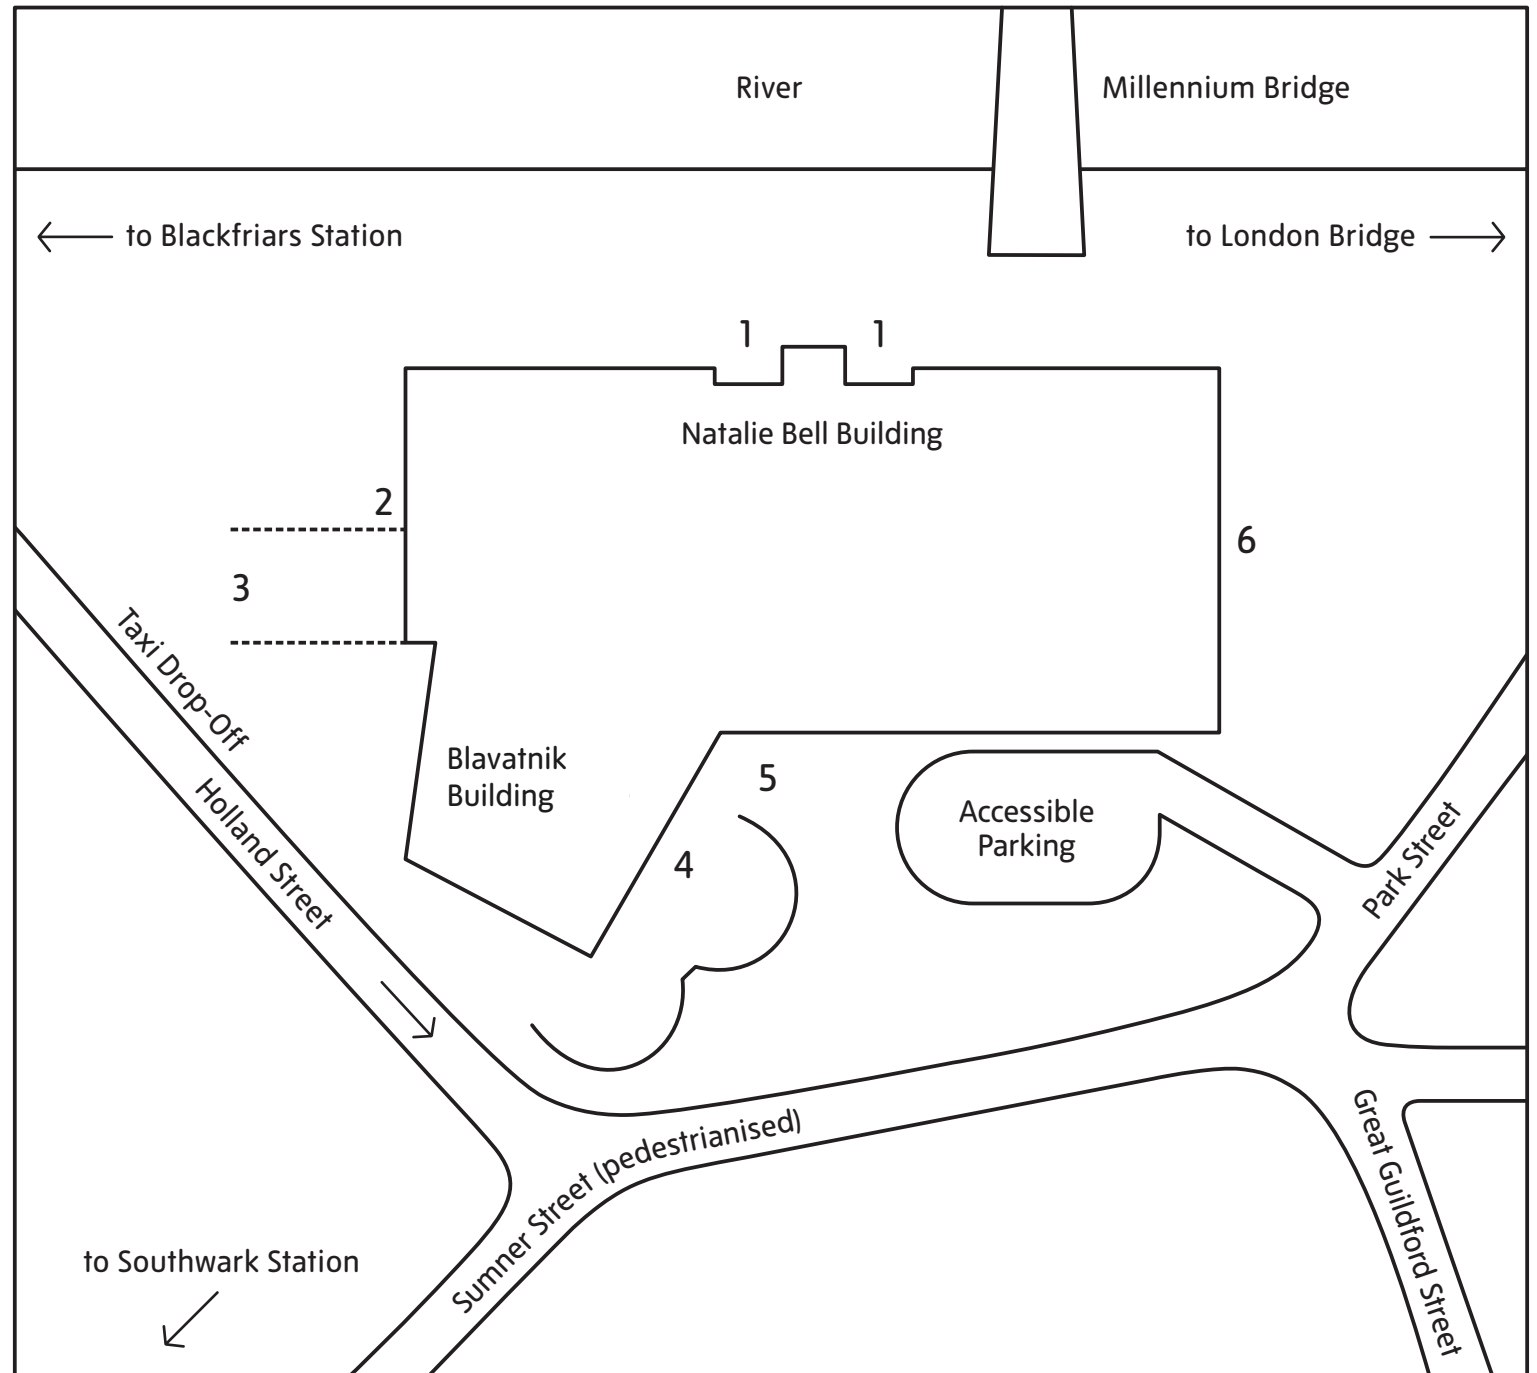 River
Millennium Bridge
to Blackfriars Station
to London Bridge
1
1
Natalie Bell Building
2
6
3
Taxi Drop-Off
Blavatnik
Building
5
Accessible
Parking
Holland Street
4
Park Street
Sumner Street (pedestrianised)
Great Guildford Street
to Southwark Station